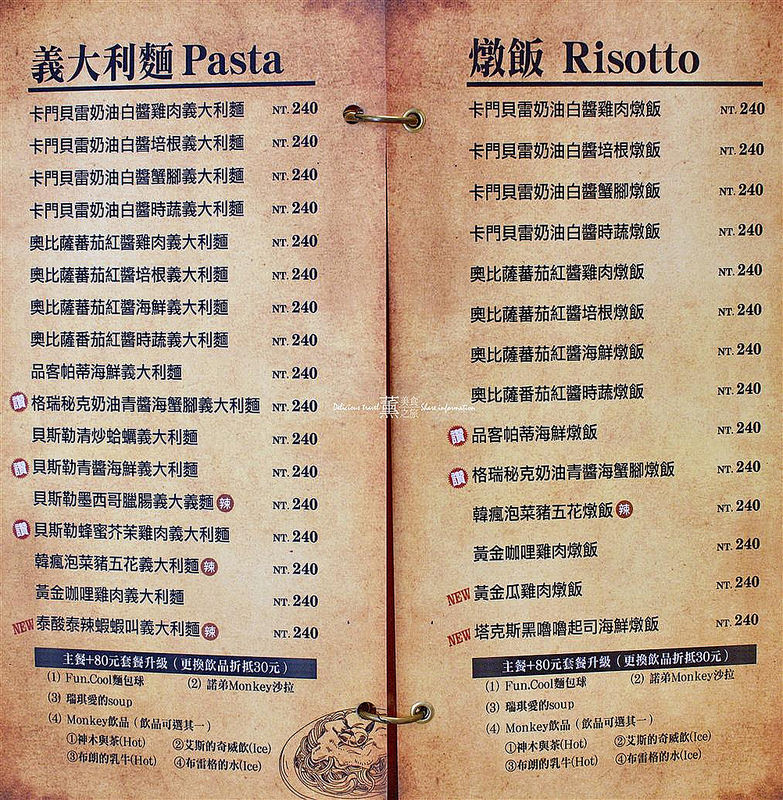 義大利麵 Pasta
卡門貝雷奶油白醬雞肉義大利麵 NT. 240
卡門貝雷奶油白醬培根義大利麵 NT. 240
卡門貝雷奶油白醬蟹腳義大利麵 NT. 240
卡門貝雷奶油白醬時蔬義大利麵 NT. 240
奧比薩蕃茄紅醬雞肉義大利麵 NT. 240
奧比薩蕃茄紅醬培根義大利麵 NT. 240
奧比薩蕃茄紅醬海鮮義大利麵 NT. 240
奧比薩番茄紅醬時蔬義大利麵 NT. 240
品客帕蒂海鮮義大利麵 NT. 240
讚 格瑞秘克奶油青醬海蟹腳義大利麵 NT. 240
貝斯勒清炒蛤蠣義大利麵 NT. 240
讚 貝斯勒青醬海鮮義大利麵 NT. 240
貝斯勒墨西哥臘腸義大義麵 辣 NT. 240
讚 貝斯勒蜂蜜芥茉雞肉義大利麵 NT. 240
韓瘋泡菜豬五花義大利麵 辣 NT. 240
黃金咖哩雞肉義大利麵 NT. 240
NEW 泰酸泰辣蝦蝦叫義大利麵 辣 NT. 240
主餐+80元套餐升級（更換飲品折抵30元）
(1) Fun.Cool麵包球 (2) 諾弟Monkey沙拉
(3) 瑞琪愛的soup
(4) Monkey飲品（飲品可選其一）
①神木與茶(Hot) ②艾斯的奇威飲(Ice)
③布朗的乳牛(Hot) ④布雷格的水(Ice)
Delicious travel 薰 美食之旅 Share information
燉飯 Risotto
卡門貝雷奶油白醬雞肉燉飯 NT. 240
卡門貝雷奶油白醬培根燉飯 NT. 240
卡門貝雷奶油白醬蟹腳燉飯 NT. 240
卡門貝雷奶油白醬時蔬燉飯 NT. 240
奧比薩蕃茄紅醬雞肉燉飯 NT. 240
奧比薩蕃茄紅醬培根燉飯 NT. 240
奧比薩蕃茄紅醬海鮮燉飯 NT. 240
奧比薩番茄紅醬時蔬燉飯 NT. 240
讚 品客帕蒂海鮮燉飯 NT. 240
讚 格瑞秘克奶油青醬海蟹腳燉飯 NT. 240
韓瘋泡菜豬五花燉飯 辣 NT. 240
黃金咖哩雞肉燉飯 NT. 240
NEW 黃金瓜雞肉燉飯 NT. 240
NEW 塔克斯黑嚕嚕起司海鮮燉飯 NT. 240
主餐+80元套餐升級（更換飲品折抵30元）
(1) Fun.Cool麵包球 (2) 諾弟Monkey沙拉
(3) 瑞琪愛的soup
(4) Monkey飲品（飲品可選其一）
①神木與茶(Hot) ②艾斯的奇威飲(Ice)
③布朗的乳牛(Hot) ④布雷格的水(Ice)